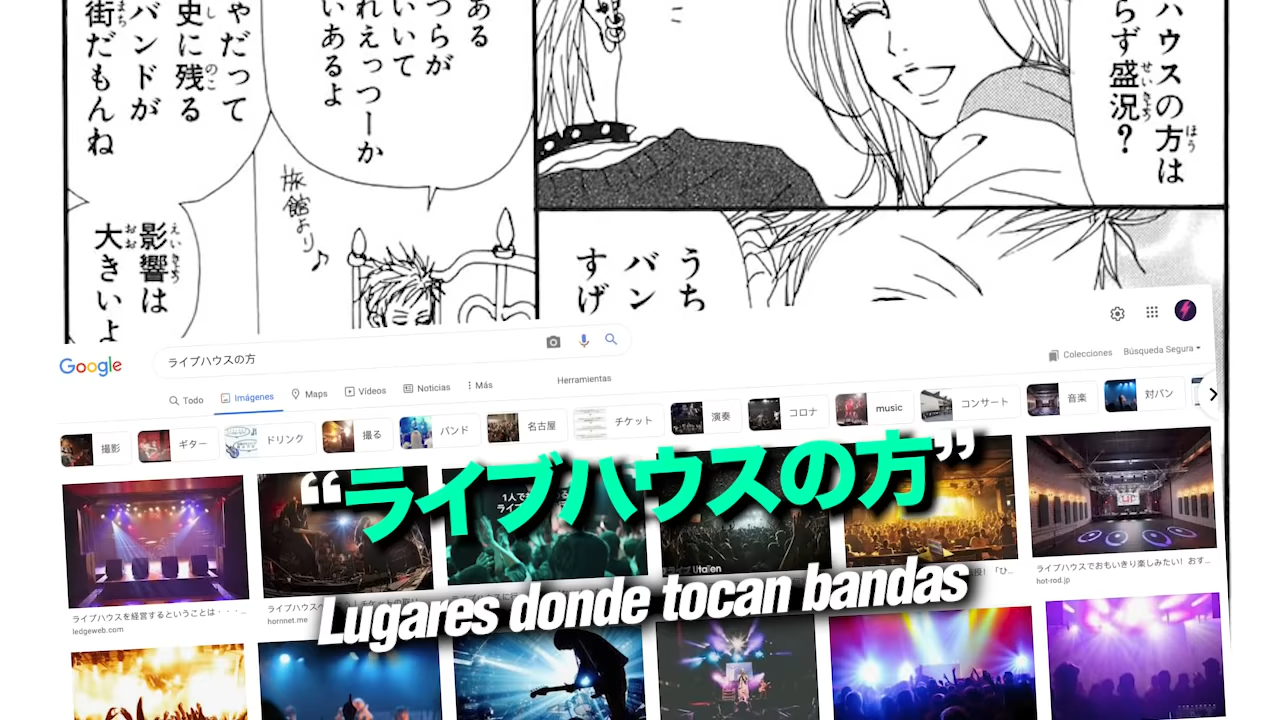 ハウスの方は
らず盛況?
ある
つらが
いいて
れえっつーか
いあるよ
ゃだって
史に残る
バンドが
街だもんね
影響は
大きいよ
旅館より♪
うち
バン
すげ
Google
ライブハウスの方
Todo
Imágenes
Maps
Vídeos
Noticias
Más
Herramientas
Colecciones
Búsqueda Segura
撮影
ギター
ドリンク
撮る
バンド
名古屋
チケット
演奏
コロナ
music
コンサート
音楽
対バン
“ライブハウスの方”
Lugares donde tocan bandas
ライブハウスを経営するということは・・・...
ledgeweb.com
hornnet.me
ライブハウスでおもいきり楽しみたい！おす...
hot-rod.jp